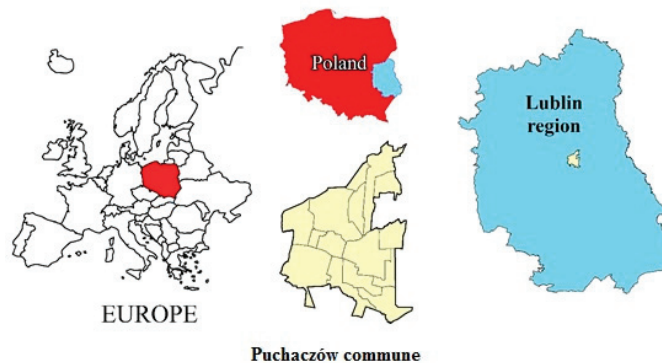 Poland
Lublin
region
EUROPE
Puchaczów commune